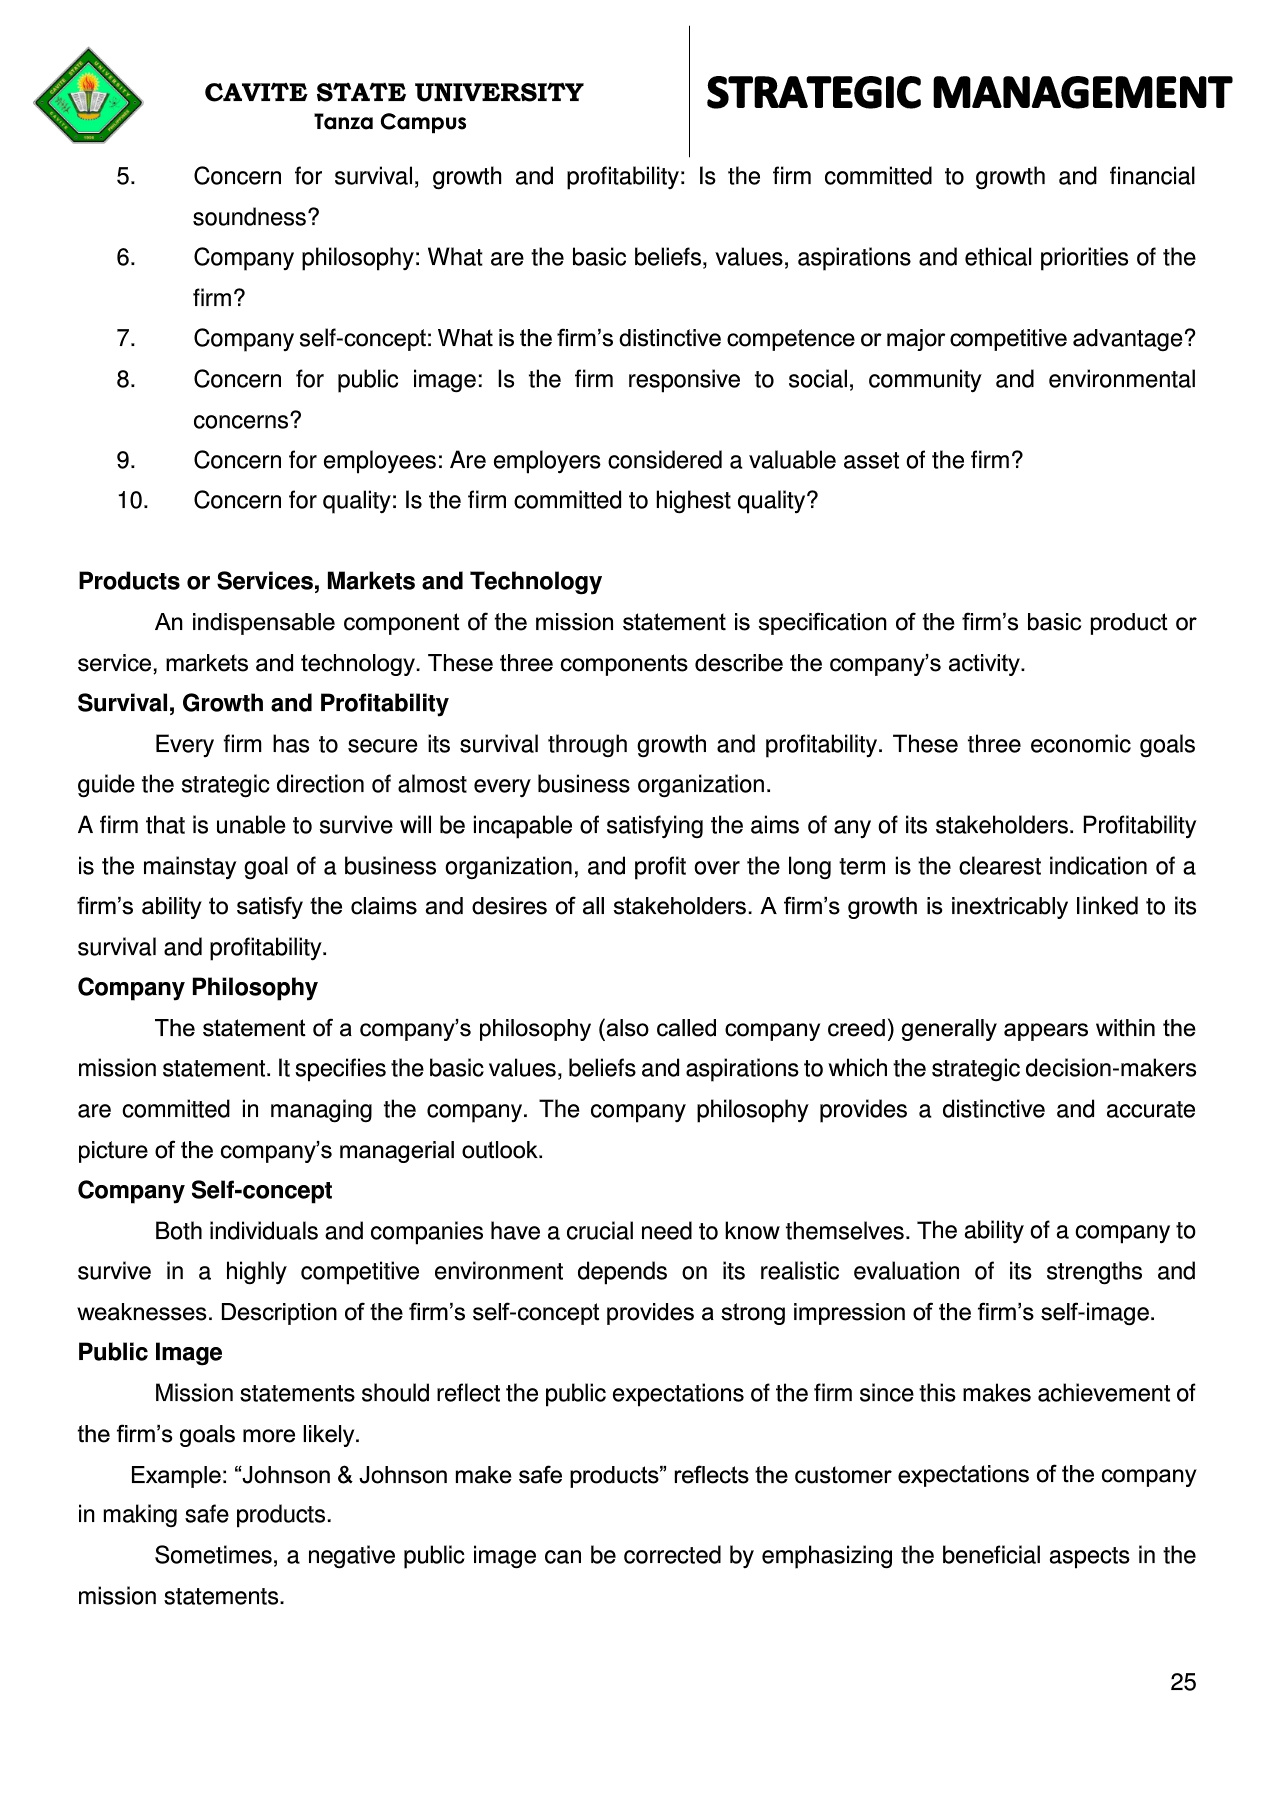 CAVITE STATE UNIVERSITY
Tanza Campus
STRATEGIC MANAGEMENT
5. Concern for survival, growth and profitability: Is the firm committed to growth and financial
soundness?
6. Company philosophy: What are the basic beliefs, values, aspirations and ethical priorities of the
firm?
7. Company self-concept: What is the firm’s distinctive competence or major competitive advantage?
8. Concern for public image: Is the firm responsive to social, community and environmental
concerns?
9. Concern for employees: Are employers considered a valuable asset of the firm?
10. Concern for quality: Is the firm committed to highest quality?
Products or Services, Markets and Technology
An indispensable component of the mission statement is specification of the firm’s basic product or
service, markets and technology. These three components describe the company’s activity.
Survival, Growth and Profitability
Every firm has to secure its survival through growth and profitability. These three economic goals
guide the strategic direction of almost every business organization.
A firm that is unable to survive will be incapable of satisfying the aims of any of its stakeholders. Profitability
is the mainstay goal of a business organization, and profit over the long term is the clearest indication of a
firm’s ability to satisfy the claims and desires of all stakeholders. A firm’s growth is inextricably linked to its
survival and profitability.
Company Philosophy
The statement of a company’s philosophy (also called company creed) generally appears within the
mission statement. It specifies the basic values, beliefs and aspirations to which the strategic decision-makers
are committed in managing the company. The company philosophy provides a distinctive and accurate
picture of the company’s managerial outlook.
Company Self-concept
Both individuals and companies have a crucial need to know themselves. The ability of a company to
survive in a highly competitive environment depends on its realistic evaluation of its strengths and
weaknesses. Description of the firm’s self-concept provides a strong impression of the firm’s self-image.
Public Image
Mission statements should reflect the public expectations of the firm since this makes achievement of
the firm’s goals more likely.
Example: “Johnson & Johnson make safe products” reflects the customer expectations of the company
in making safe products.
Sometimes, a negative public image can be corrected by emphasizing the beneficial aspects in the
mission statements.
25